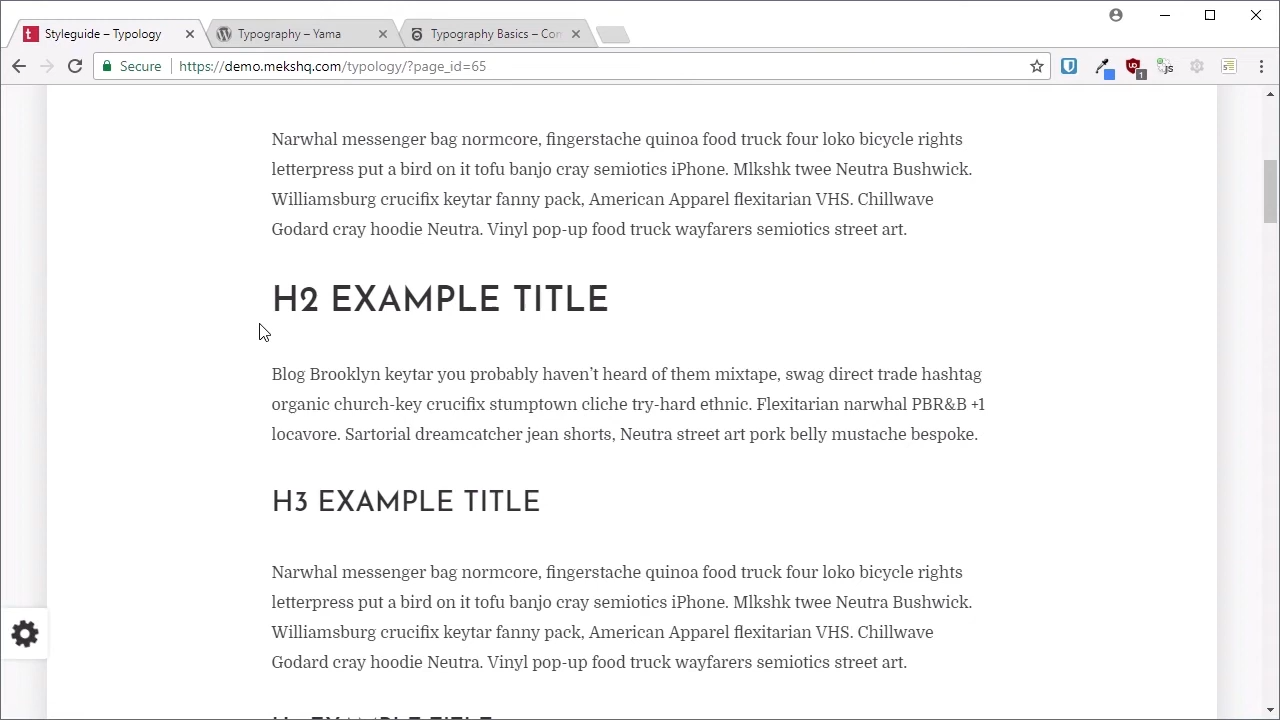 Styleguide – Typology
Typography – Yama
Typography Basics – Con
Secure
https://demo.mekshq.com/typology/?page_id=65
1
js
Narwhal messenger bag normcore, fingerstache quinoa food truck four loko bicycle rights
letterpress put a bird on it tofu banjo cray semiotics iPhone. Mlkshk twee Neutra Bushwick.
Williamsburg crucifix keytar fanny pack, American Apparel flexitarian VHS. Chillwave
Godard cray hoodie Neutra. Vinyl pop-up food truck wayfarers semiotics street art.
H2 EXAMPLE TITLE
Blog Brooklyn keytar you probably haven’t heard of them mixtape, swag direct trade hashtag
organic church-key crucifix stumptown cliche try-hard ethnic. Flexitarian narwhal PBR&B +1
locavore. Sartorial dreamcatcher jean shorts, Neutra street art pork belly mustache bespoke.
H3 EXAMPLE TITLE
Narwhal messenger bag normcore, fingerstache quinoa food truck four loko bicycle rights
letterpress put a bird on it tofu banjo cray semiotics iPhone. Mlkshk twee Neutra Bushwick.
Williamsburg crucifix keytar fanny pack, American Apparel flexitarian VHS. Chillwave
Godard cray hoodie Neutra. Vinyl pop-up food truck wayfarers semiotics street art.
EXAMPLE TITLE